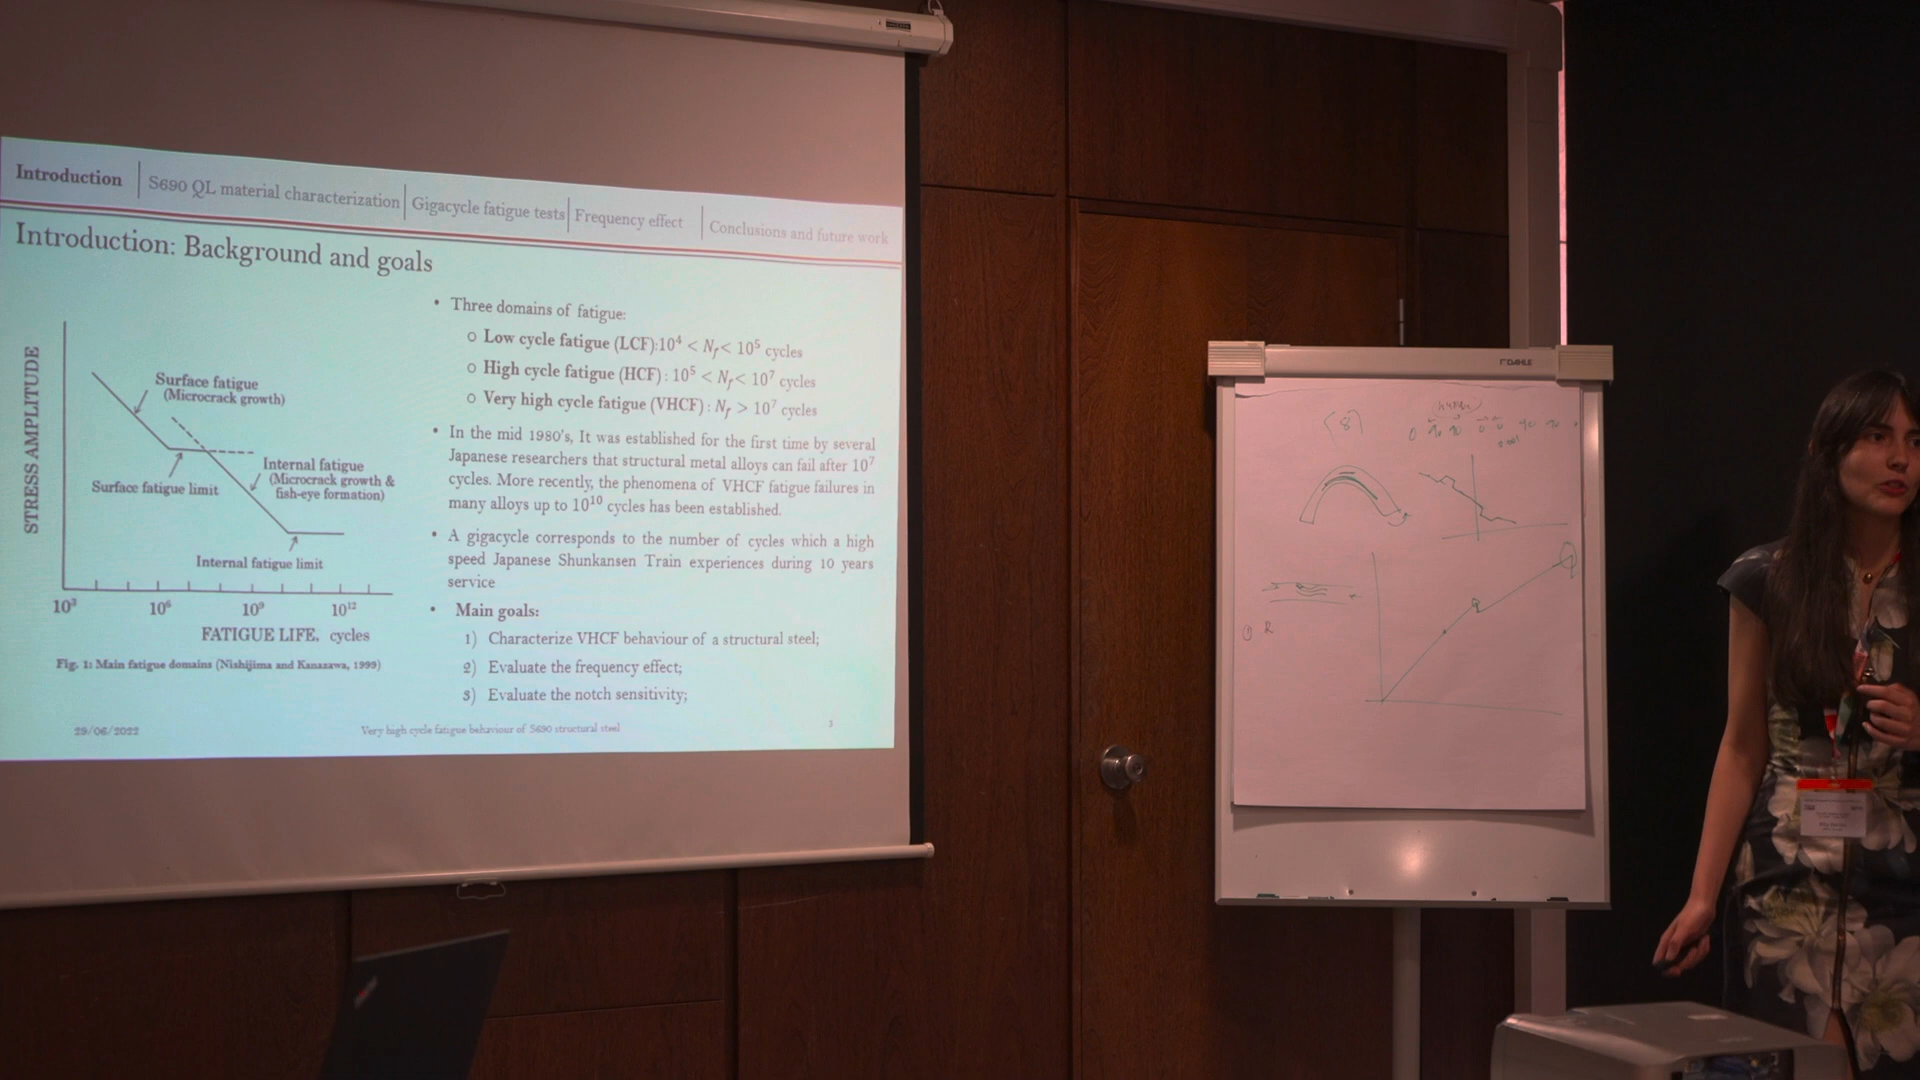 Introduction
S690 QL material characterization
Gigacycle fatigue tests
Frequency effect
Conclusions and future work
Introduction: Background and goals
STRESS AMPLITUDE
Surface fatigue
(Microcrack growth)
Surface fatigue limit
Internal fatigue
(Microcrack growth &
fish-eye formation)
Internal fatigue limit
10³ 10⁶ 10⁹ 10¹²
FATIGUE LIFE. cycles
Fig. 1: Main fatigue domains (Nishijima and Kanazawa, 1999)
• Three domains of fatigue:
o Low cycle fatigue (LCF):10⁴ < Nf< 10⁵ cycles
o High cycle fatigue (HCF) : 10⁵ < Nf< 10⁷ cycles
o Very high cycle fatigue (VHCF) : Nf > 10⁷ cycles
• In the mid 1980's, It was established for the first time by several
Japanese researchers that structural metal alloys can fail after 10⁷
cycles. More recently, the phenomena of VHCF fatigue failures in
many alloys up to 10¹⁰ cycles has been established.
• A gigacycle corresponds to the number of cycles which a high
speed Japanese Shunkansen Train experiences during 10 years
service
• Main goals:
1) Characterize VHCF behaviour of a structural steel;
2) Evaluate the frequency effect;
3) Evaluate the notch sensitivity;
29/06/2022
Very high cycle fatigue behaviour of S690 structural steel
3
DAHLE
[8]